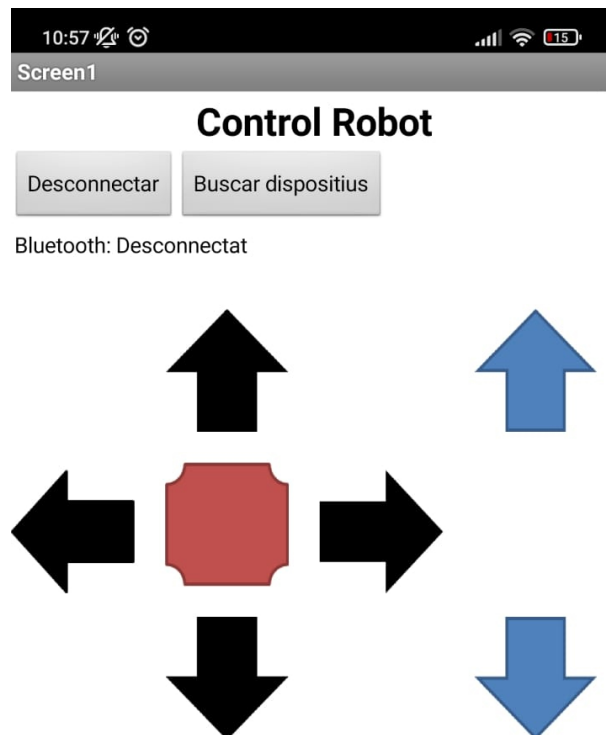 10:57
15
Screen1
Control Robot
Desconnectar
Buscar dispositius
Bluetooth: Desconnectat